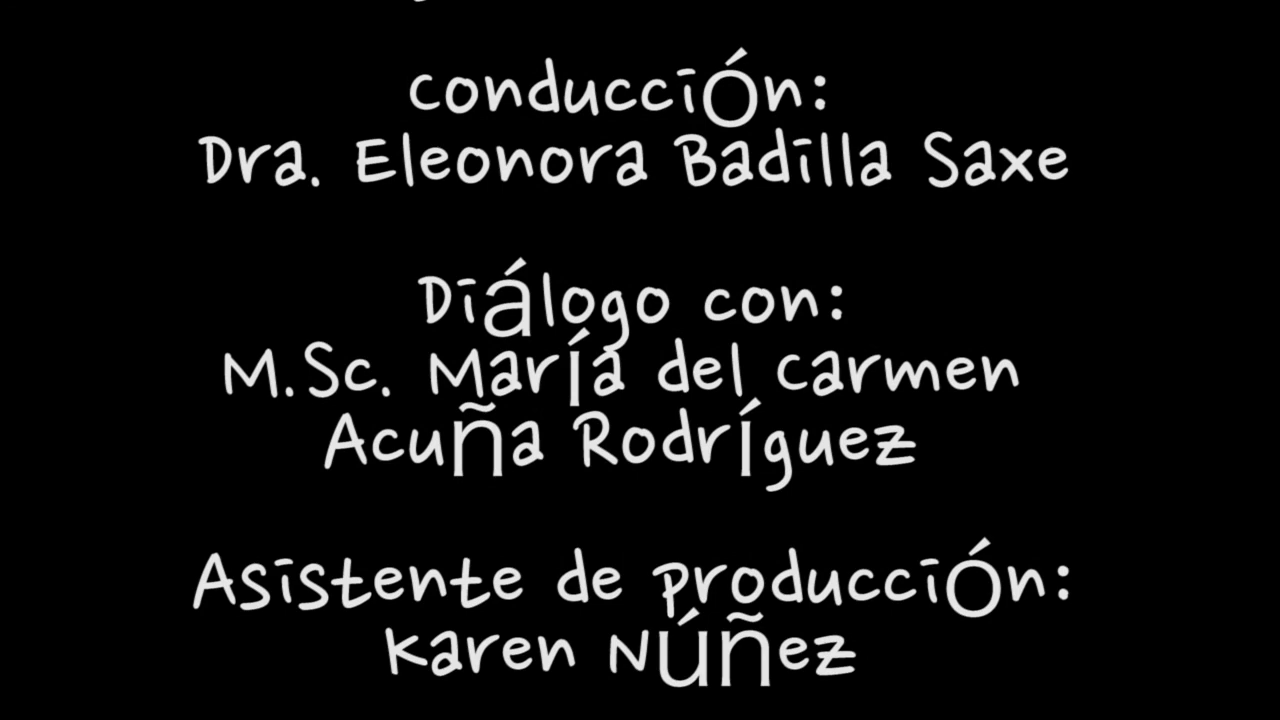 Conducción:
Dra. Eleonora Badilla Saxe
Diálogo con:
M.Sc. María del Carmen
Acuña Rodríguez
Asistente de producción:
Karen Núñez